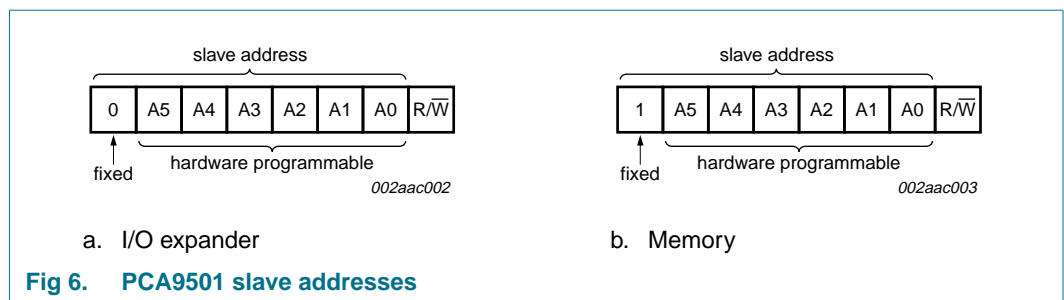 slave address
0 A5 A4 A3 A2 A1 A0 R/W̅
fixed
hardware programmable
002aac002
a. I/O expander
slave address
1 A5 A4 A3 A2 A1 A0 R/W̅
fixed
hardware programmable
002aac003
b. Memory
Fig 6. PCA9501 slave addresses